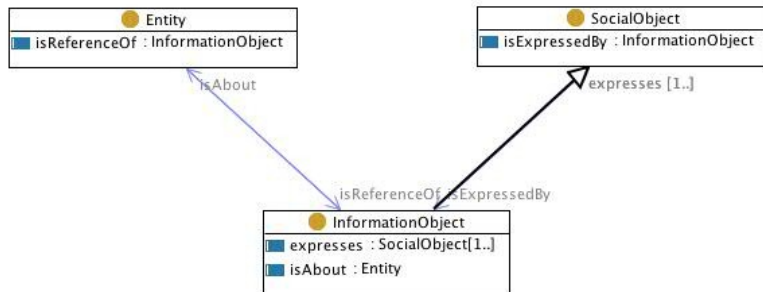 Entity
isReferenceOf : InformationObject
SocialObject
isExpressedBy : InformationObject
isAbout
expresses [1..]
isReferenceOf isExpressedBy
InformationObject
expresses : SocialObject[1..]
isAbout : Entity